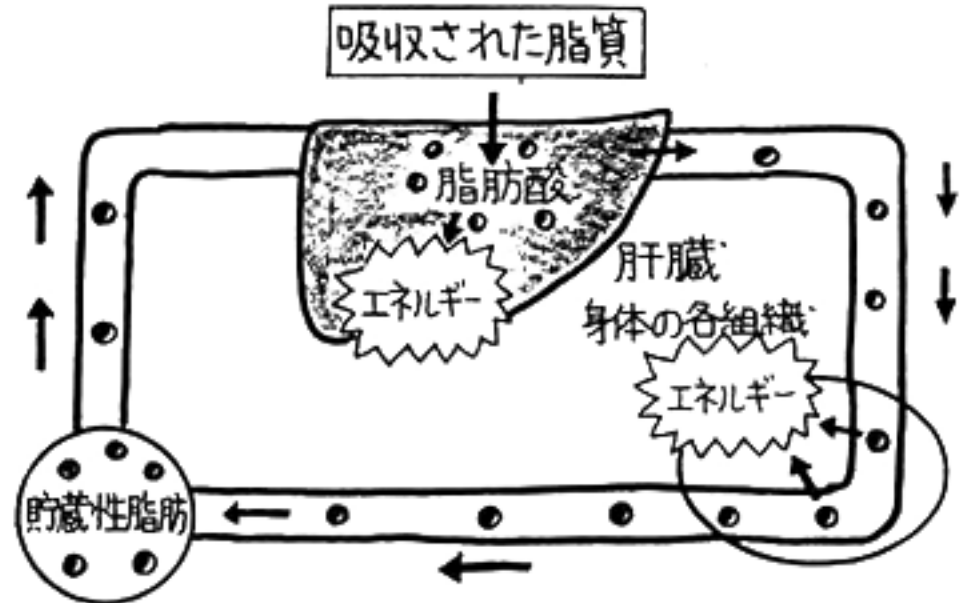 吸収された脂質
脂肪酸
エネルギー
肝臓
身体の各組織
エネルギー
貯蔵性脂肪